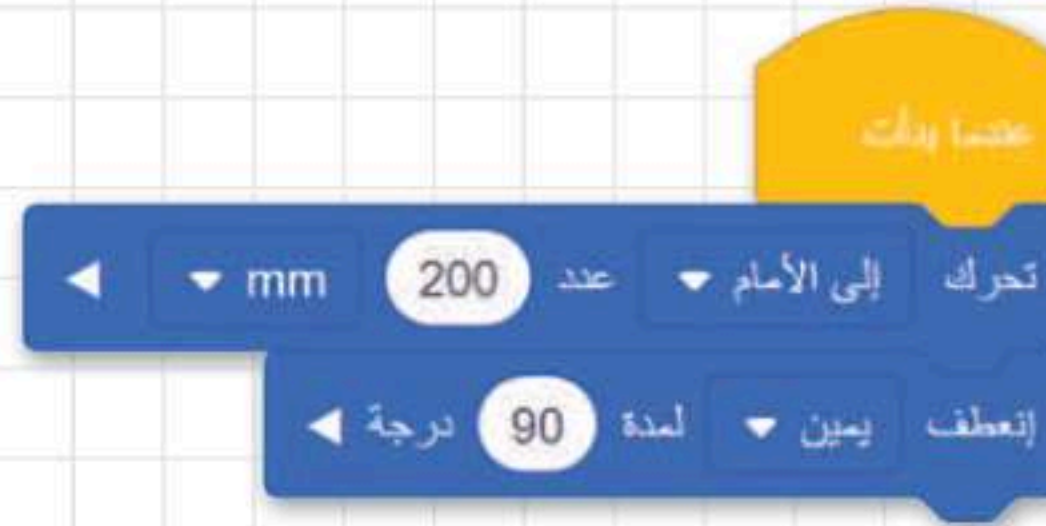 عندما بدأت
تحرك إلى الأمام عدد 200 mm
إنعطف يمين لمدة 90 درجة